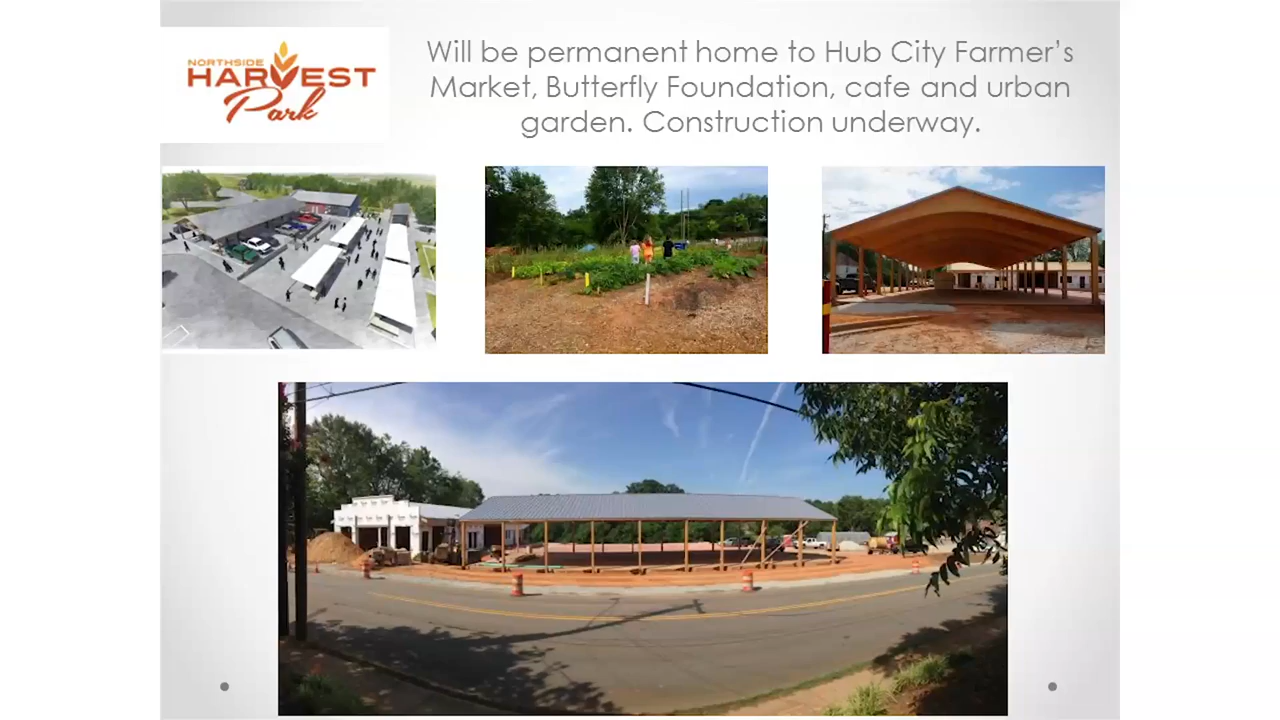 NORTHSIDE
HARVEST
Park
Will be permanent home to Hub City Farmer’s
Market, Butterfly Foundation, cafe and urban
garden. Construction underway.